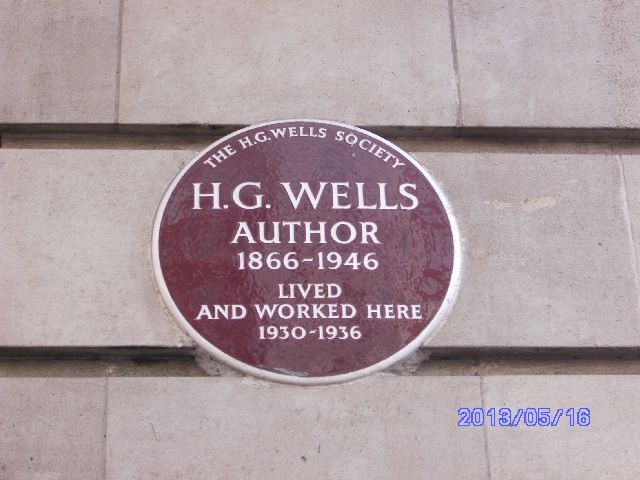 THE H.G. WELLS SOCIETY
H.G. WELLS
AUTHOR
1866-1946
LIVED
AND WORKED HERE
1930-1936
2013/05/16